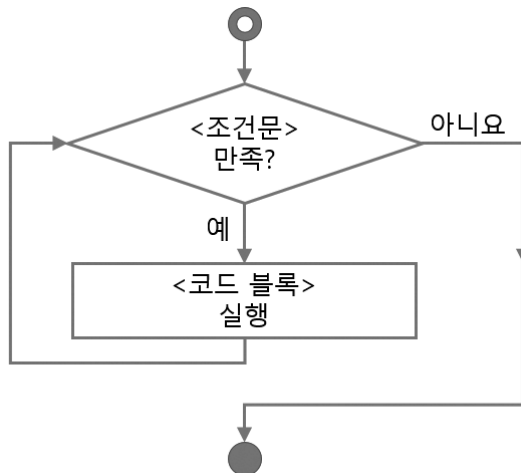 <조건문>
만족?
아니요
예
<코드 블록>
실행